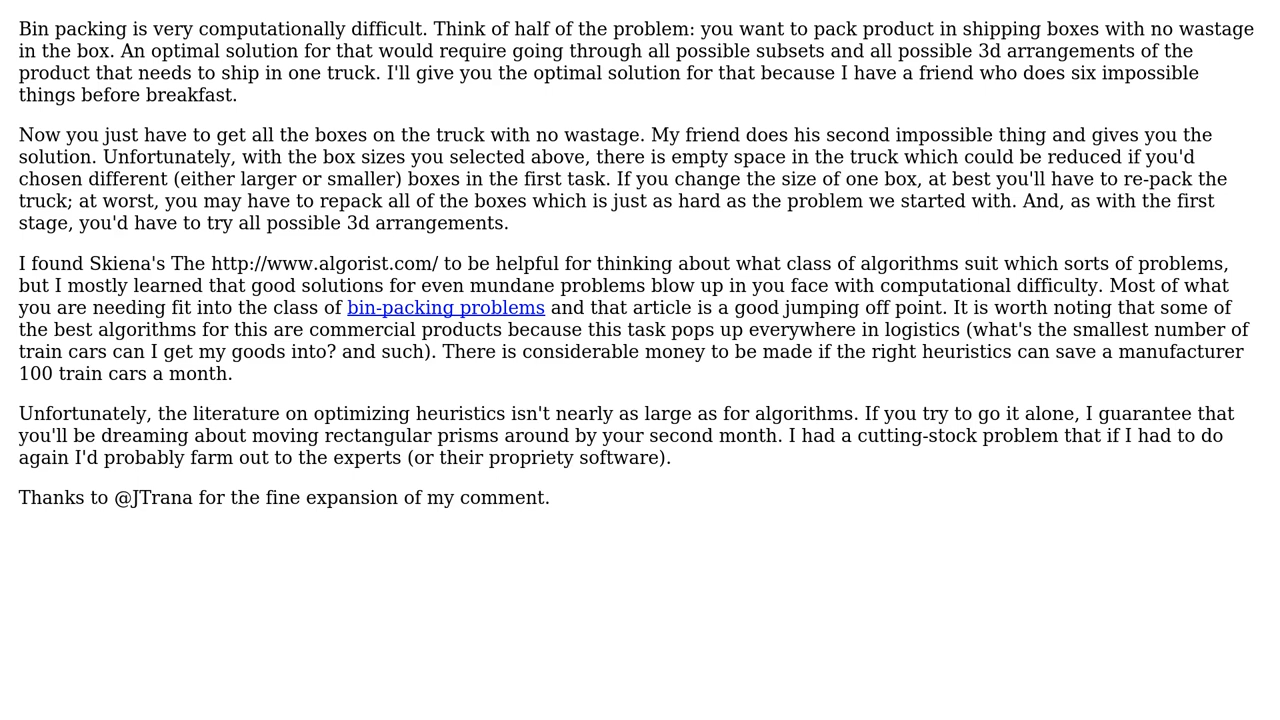 Bin packing is very computationally difficult. Think of half of the problem: you want to pack product in shipping boxes with no wastage
in the box. An optimal solution for that would require going through all possible subsets and all possible 3d arrangements of the
product that needs to ship in one truck. I'll give you the optimal solution for that because I have a friend who does six impossible
things before breakfast.
Now you just have to get all the boxes on the truck with no wastage. My friend does his second impossible thing and gives you the
solution. Unfortunately, with the box sizes you selected above, there is empty space in the truck which could be reduced if you'd
chosen different (either larger or smaller) boxes in the first task. If you change the size of one box, at best you'll have to re-pack the
truck; at worst, you may have to repack all of the boxes which is just as hard as the problem we started with. And, as with the first
stage, you'd have to try all possible 3d arrangements.
I found Skiena's The http://www.algorist.com/ to be helpful for thinking about what class of algorithms suit which sorts of problems,
but I mostly learned that good solutions for even mundane problems blow up in you face with computational difficulty. Most of what
you are needing fit into the class of bin-packing problems and that article is a good jumping off point. It is worth noting that some of
the best algorithms for this are commercial products because this task pops up everywhere in logistics (what's the smallest number of
train cars can I get my goods into? and such). There is considerable money to be made if the right heuristics can save a manufacturer
100 train cars a month.
Unfortunately, the literature on optimizing heuristics isn't nearly as large as for algorithms. If you try to go it alone, I guarantee that
you'll be dreaming about moving rectangular prisms around by your second month. I had a cutting-stock problem that if I had to do
again I'd probably farm out to the experts (or their propriety software).
Thanks to @JTrana for the fine expansion of my comment.